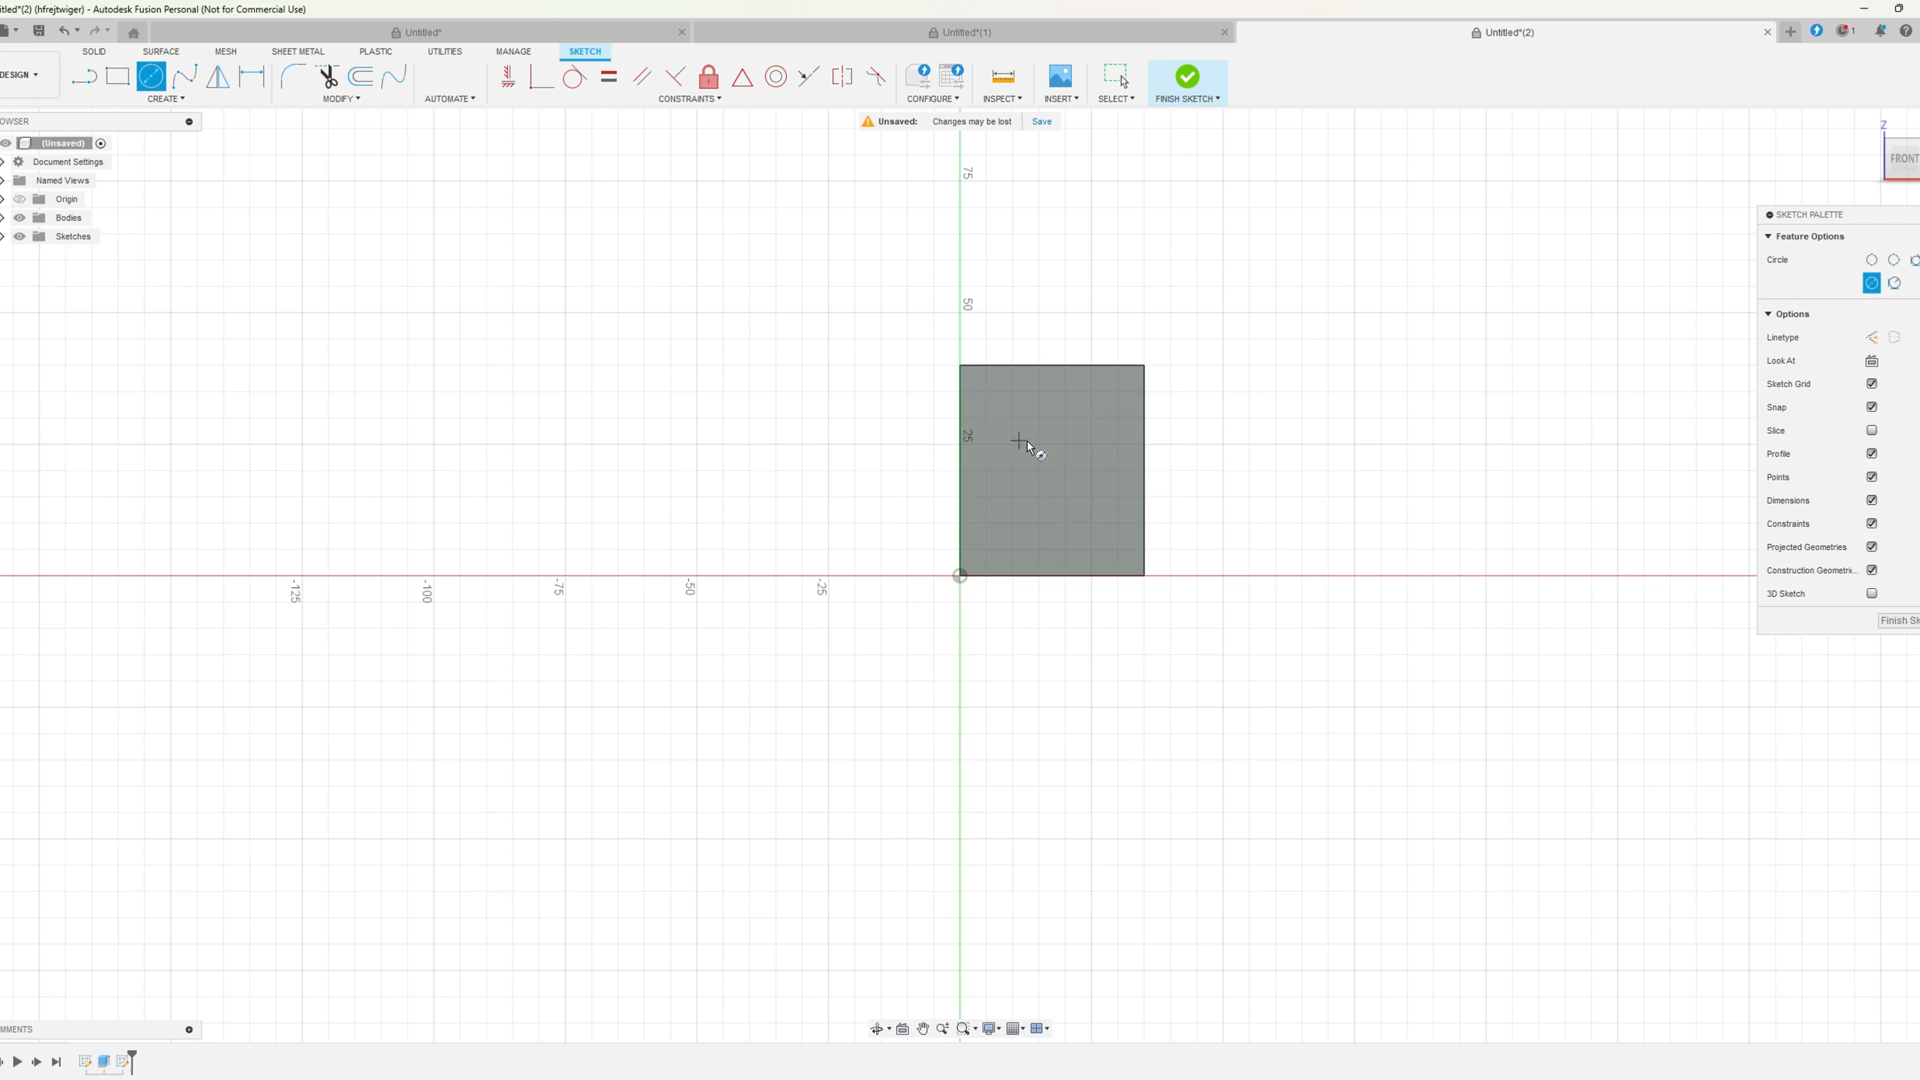 itled*(2) (hfrejtwiger) - Autodesk Fusion Personal (Not for Commercial Use)
Untitled* Untitled*(1) Untitled*(2) 1
SOLID SURFACE MESH SHEET METAL PLASTIC UTILITIES MANAGE SKETCH
DESIGN
CREATE MODIFY AUTOMATE CONSTRAINTS CONFIGURE INSPECT INSERT SELECT FINISH SKETCH
OWSER
Unsaved: Changes may be lost Save
(Unsaved)
Document Settings
Named Views
Origin
Bodies
Sketches
Z
FRONT
75
50
25
-125 -100 -75 -50 -25
SKETCH PALETTE
Feature Options
Circle
Options
Linetype
Look At
Sketch Grid
Snap
Slice
Profile
Points
Dimensions
Constraints
Projected Geometries
Construction Geometri...
3D Sketch
Finish Sk
MMENTS